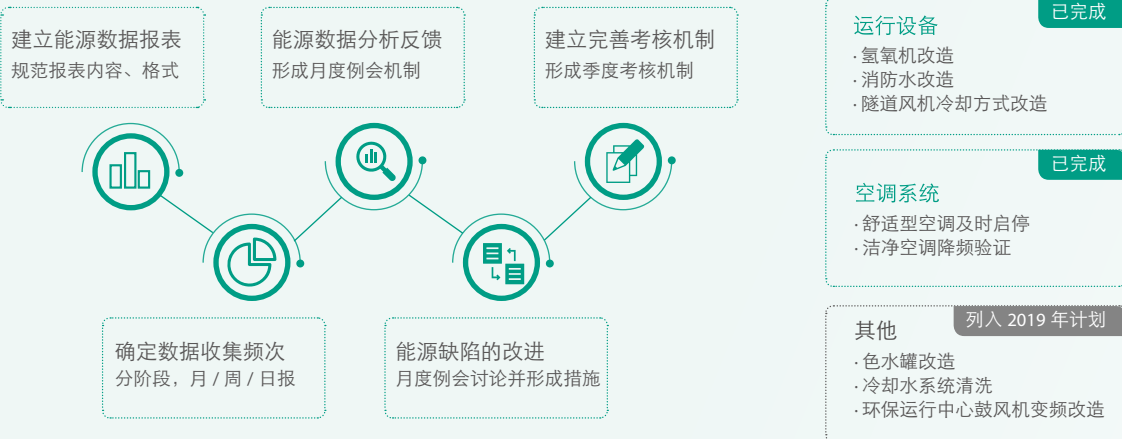 建立能源数据报表
规范报表内容、格式
能源数据分析反馈
形成月度例会机制
建立完善考核机制
形成季度考核机制
确定数据收集频次
分阶段，月 / 周 / 日报
能源缺陷的改进
月度例会讨论并形成措施
已完成
运行设备
· 氢氧机改造
· 消防水改造
· 隧道风机冷却方式改造
已完成
空调系统
· 舒适型空调及时启停
· 洁净空调降频验证
列入 2019 年计划
其他
· 色水罐改造
· 冷却水系统清洗
· 环保运行中心鼓风机变频改造